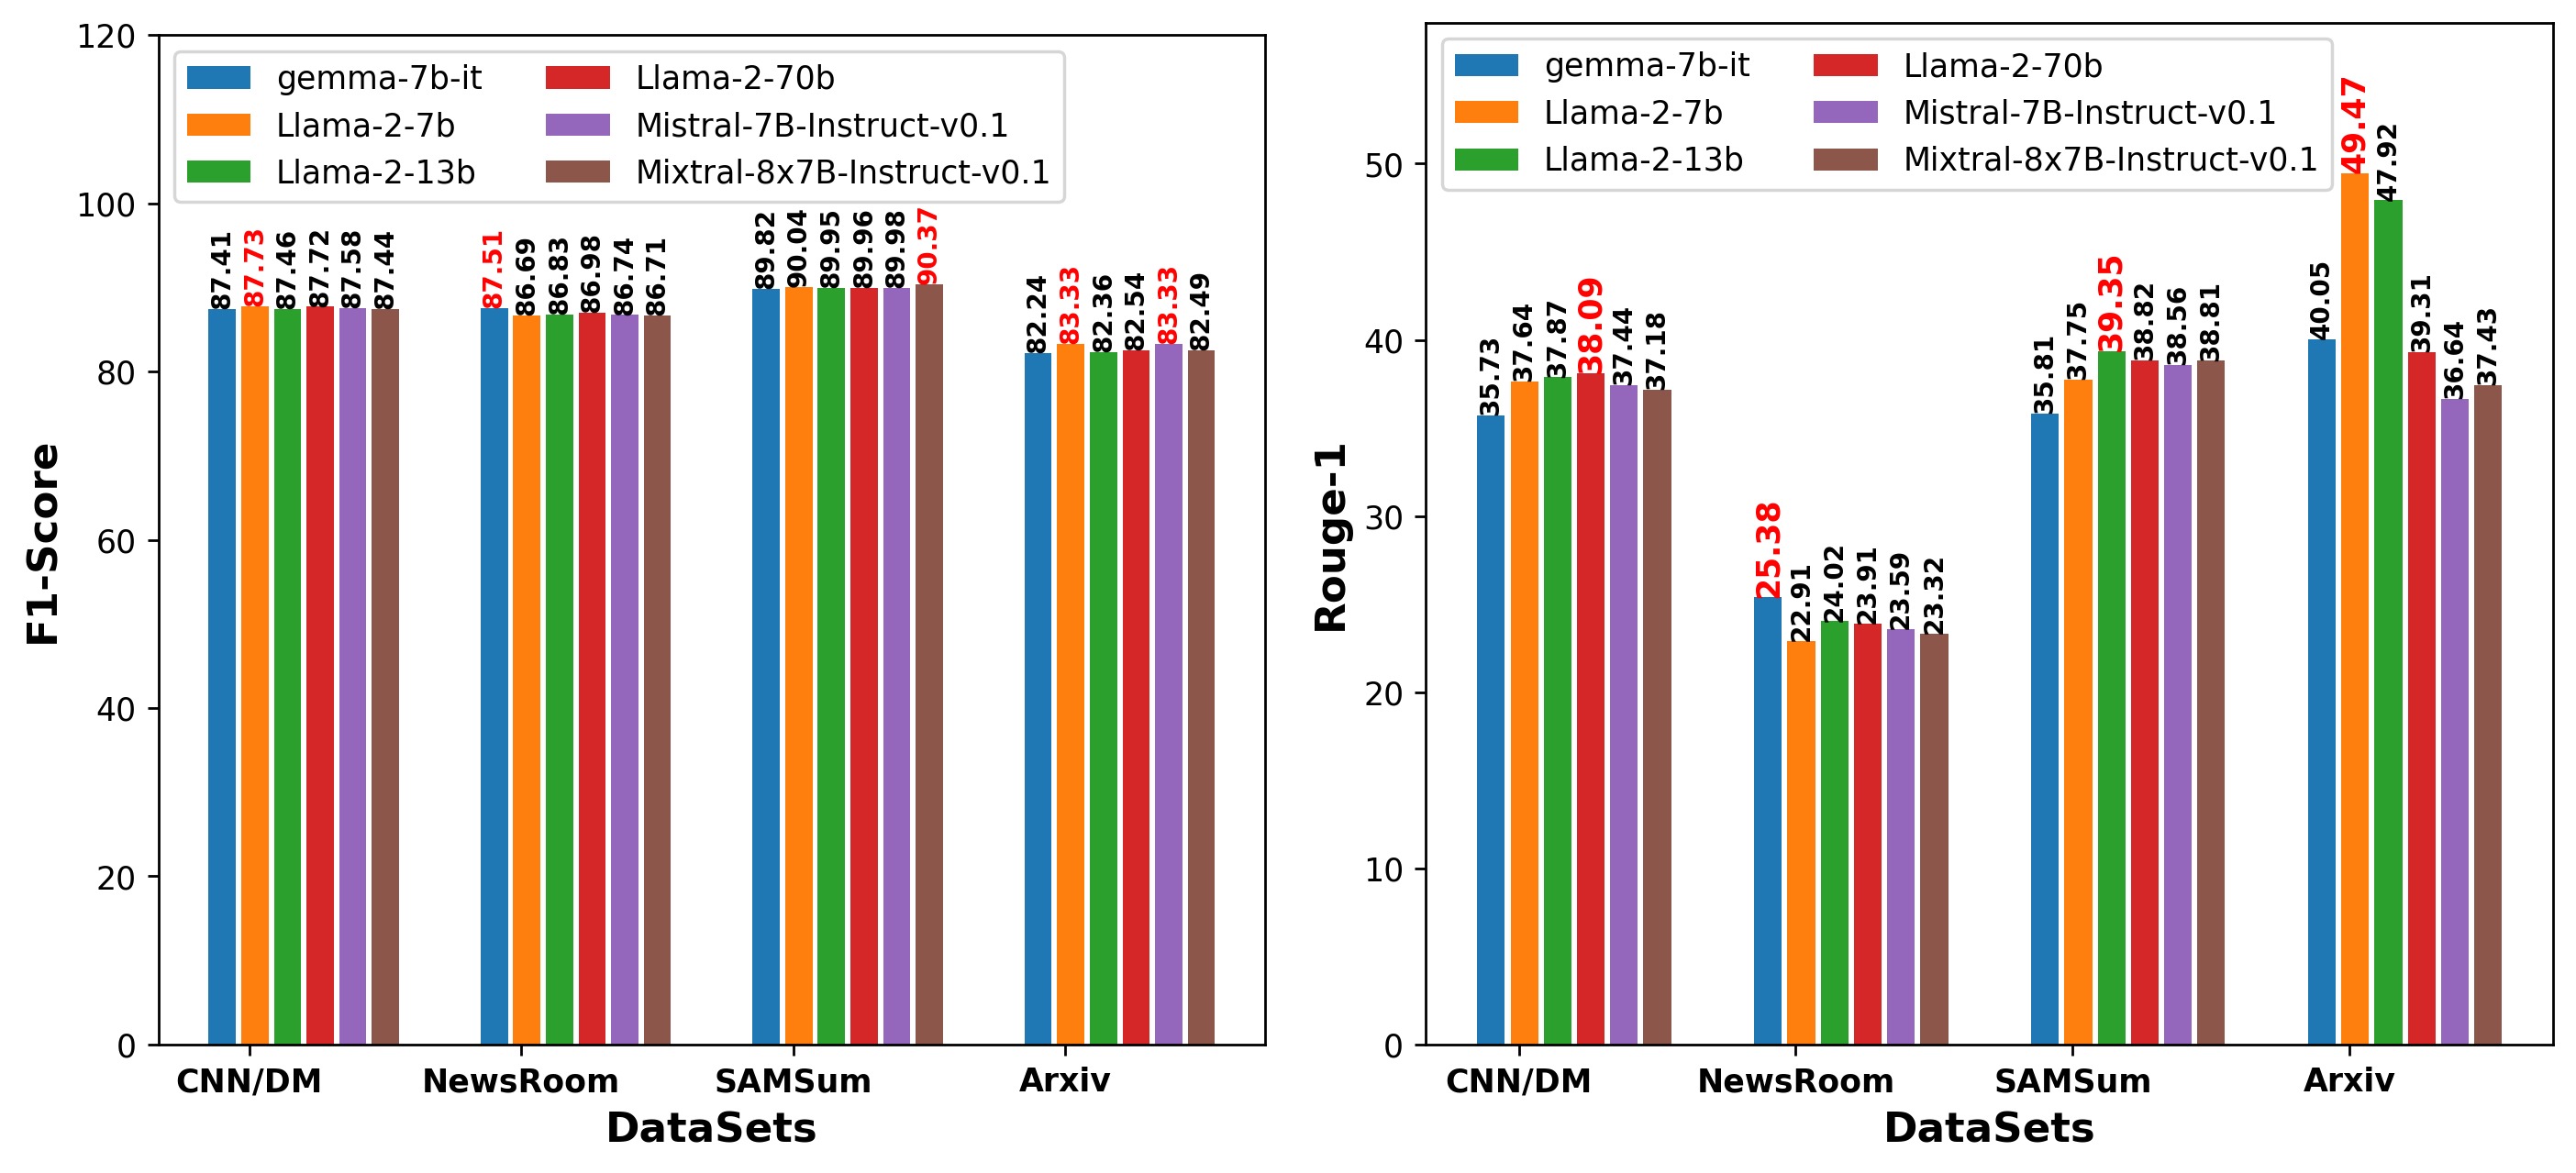 F1-Score
120
100
80
60
40
20
0
gemma-7b-it
Llama-2-7b
Llama-2-13b
Llama-2-70b
Mistral-7B-Instruct-v0.1
Mixtral-8x7B-Instruct-v0.1
87.41
87.73
87.46
87.72
87.58
87.44
87.51
86.69
86.83
86.98
86.74
86.71
89.82
90.04
89.95
89.96
89.98
90.37
82.24
83.33
82.36
82.54
83.33
82.49
CNN/DM
NewsRoom
SAMSum
Arxiv
DataSets
Rouge-1
50
40
30
20
10
0
gemma-7b-it
Llama-2-7b
Llama-2-13b
Llama-2-70b
Mistral-7B-Instruct-v0.1
Mixtral-8x7B-Instruct-v0.1
35.73
37.64
37.87
38.09
37.44
37.18
25.38
22.91
24.02
23.91
23.59
23.32
35.81
37.75
39.35
38.82
38.56
38.81
40.05
49.47
47.92
39.31
36.64
37.43
CNN/DM
NewsRoom
SAMSum
Arxiv
DataSets